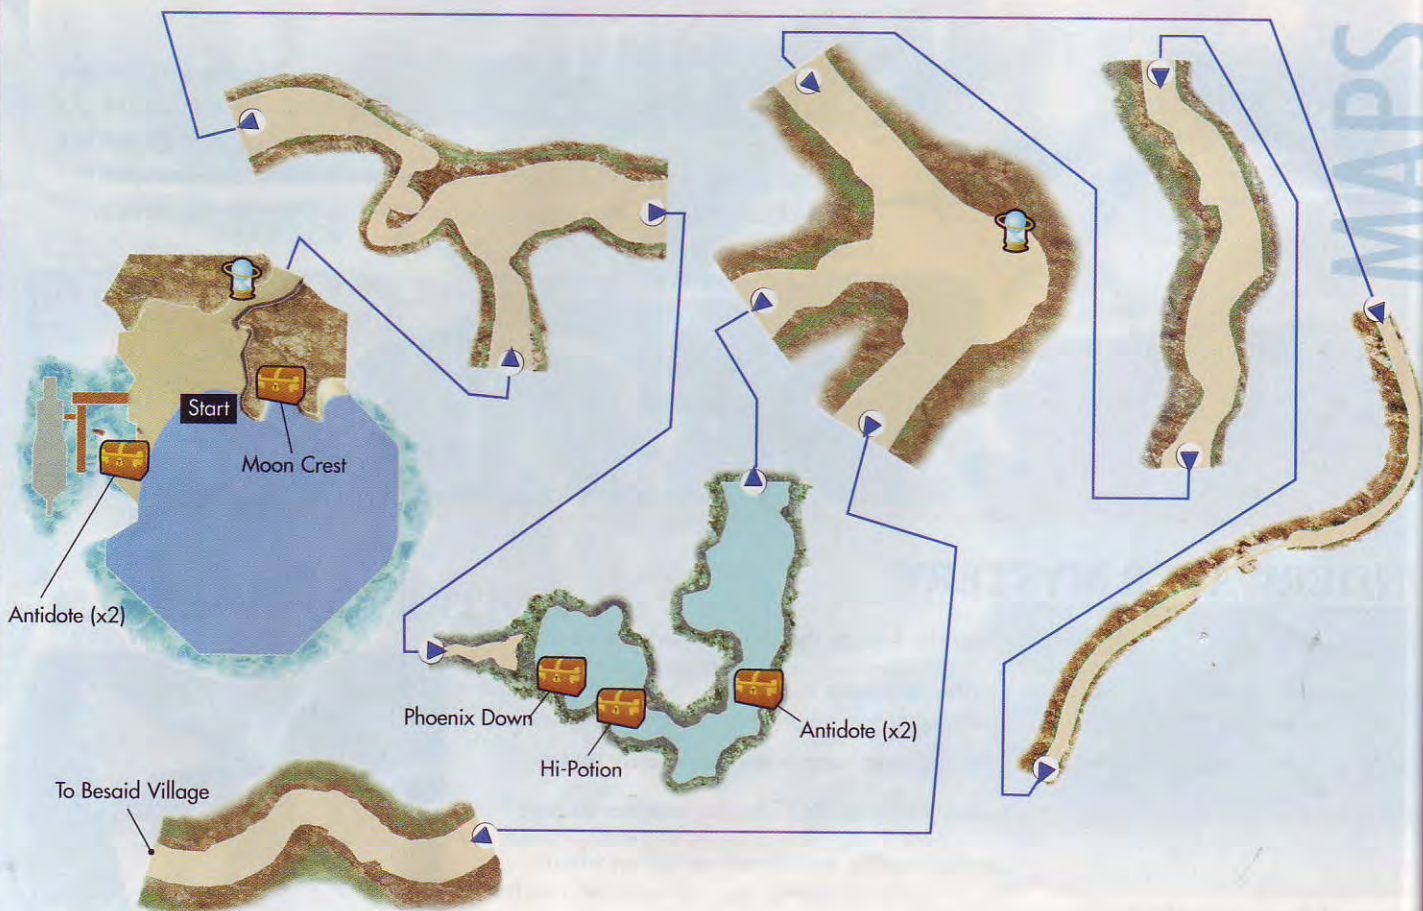 MAPS
Start
Moon Crest
Antidote (x2)
Phoenix Down
Hi-Potion
Antidote (x2)
To Besaid Village